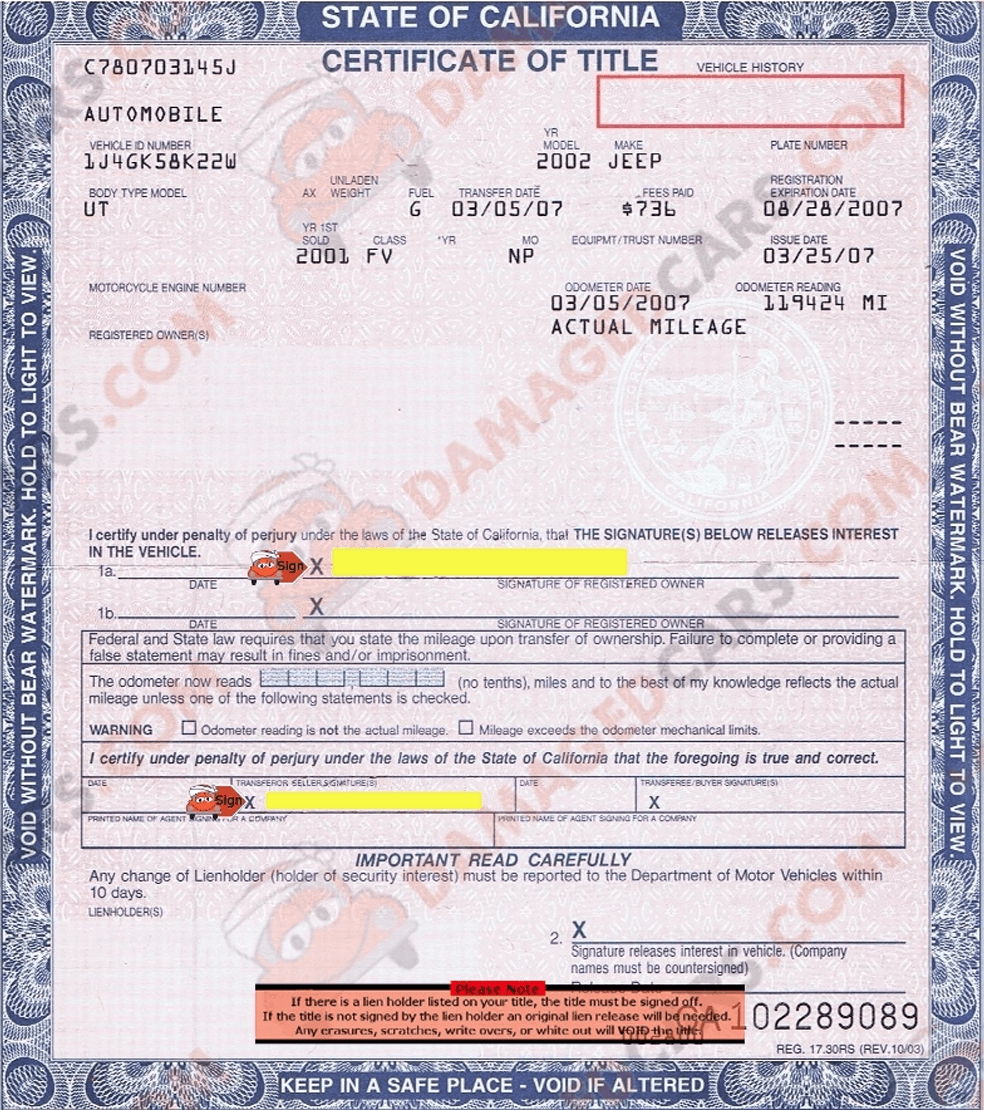 STATE OF CALIFORNIA
CERTIFICATE OF TITLE
VEHICLE HISTORY
C780703145J
AUTOMOBILE
VEHICLE ID NUMBER
YR
MODEL MAKE PLATE NUMBER
1J4GK58K22W 2002 JEEP
BODY TYPE MODEL AX UNLADEN WEIGHT FUEL TRANSFER DATE FEES PAID REGISTRATION EXPIRATION DATE
UT G 03/05/07 $736 08/28/2007
YR 1ST
SOLD CLASS *YR MO EQUIPMT/TRUST NUMBER ISSUE DATE
2001 FV NP 03/25/07
MOTORCYCLE ENGINE NUMBER ODOMETER DATE ODOMETER READING
03/05/2007 119424 MI
ACTUAL MILEAGE
REGISTERED OWNER(S)
-----
-----
I certify under penalty of perjury under the laws of the State of California, that THE SIGNATURE(S) BELOW RELEASES INTEREST
IN THE VEHICLE.
1a. Sign X
DATE SIGNATURE OF REGISTERED OWNER
1b. X
DATE SIGNATURE OF REGISTERED OWNER
Federal and State law requires that you state the mileage upon transfer of ownership. Failure to complete or providing a
false statement may result in fines and/or imprisonment.
The odometer now reads (no tenths), miles and to the best of my knowledge reflects the actual
mileage unless one of the following statements is checked.
WARNING Odometer reading is not the actual mileage. Mileage exceeds the odometer mechanical limits.
I certify under penalty of perjury under the laws of the State of California that the foregoing is true and correct.
DATE TRANSFEROR SELLER SIGNATURE(S) DATE TRANSFEREE/BUYER SIGNATURE(S)
Sign X X
PRINTED NAME OF AGENT SIGNING FOR A COMPANY PRINTED NAME OF AGENT SIGNING FOR A COMPANY
IMPORTANT READ CAREFULLY
Any change of Lienholder (holder of security interest) must be reported to the Department of Motor Vehicles within
10 days.
LIENHOLDER(S)
2. X
Signature releases interest in vehicle. (Company
names must be countersigned)
Release Date
Please Note
If there is a lien holder listed on your title, the title must be signed off.
If the title is not signed by the lien holder an original lien release will be needed.
Any erasures, scratches, write overs, or white out will VOID the title.
CA 102289089
REG. 17.30RS (REV.10/03)
KEEP IN A SAFE PLACE - VOID IF ALTERED
VOID WITHOUT BEAR WATERMARK. HOLD TO LIGHT TO VIEW.
VOID WITHOUT BEAR WATERMARK. HOLD TO LIGHT TO VIEW.
DAMAGEDCARS.COM
DAMAGEDCARS.COM
DAMAGEDCARS.COM